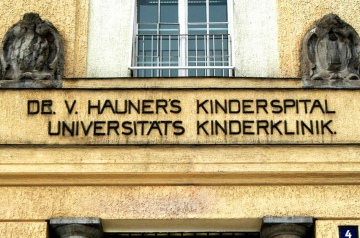 DR. V. HAUNER'S KINDERSPITAL
UNIVERSITÄTS KINDERKLINIK.
4